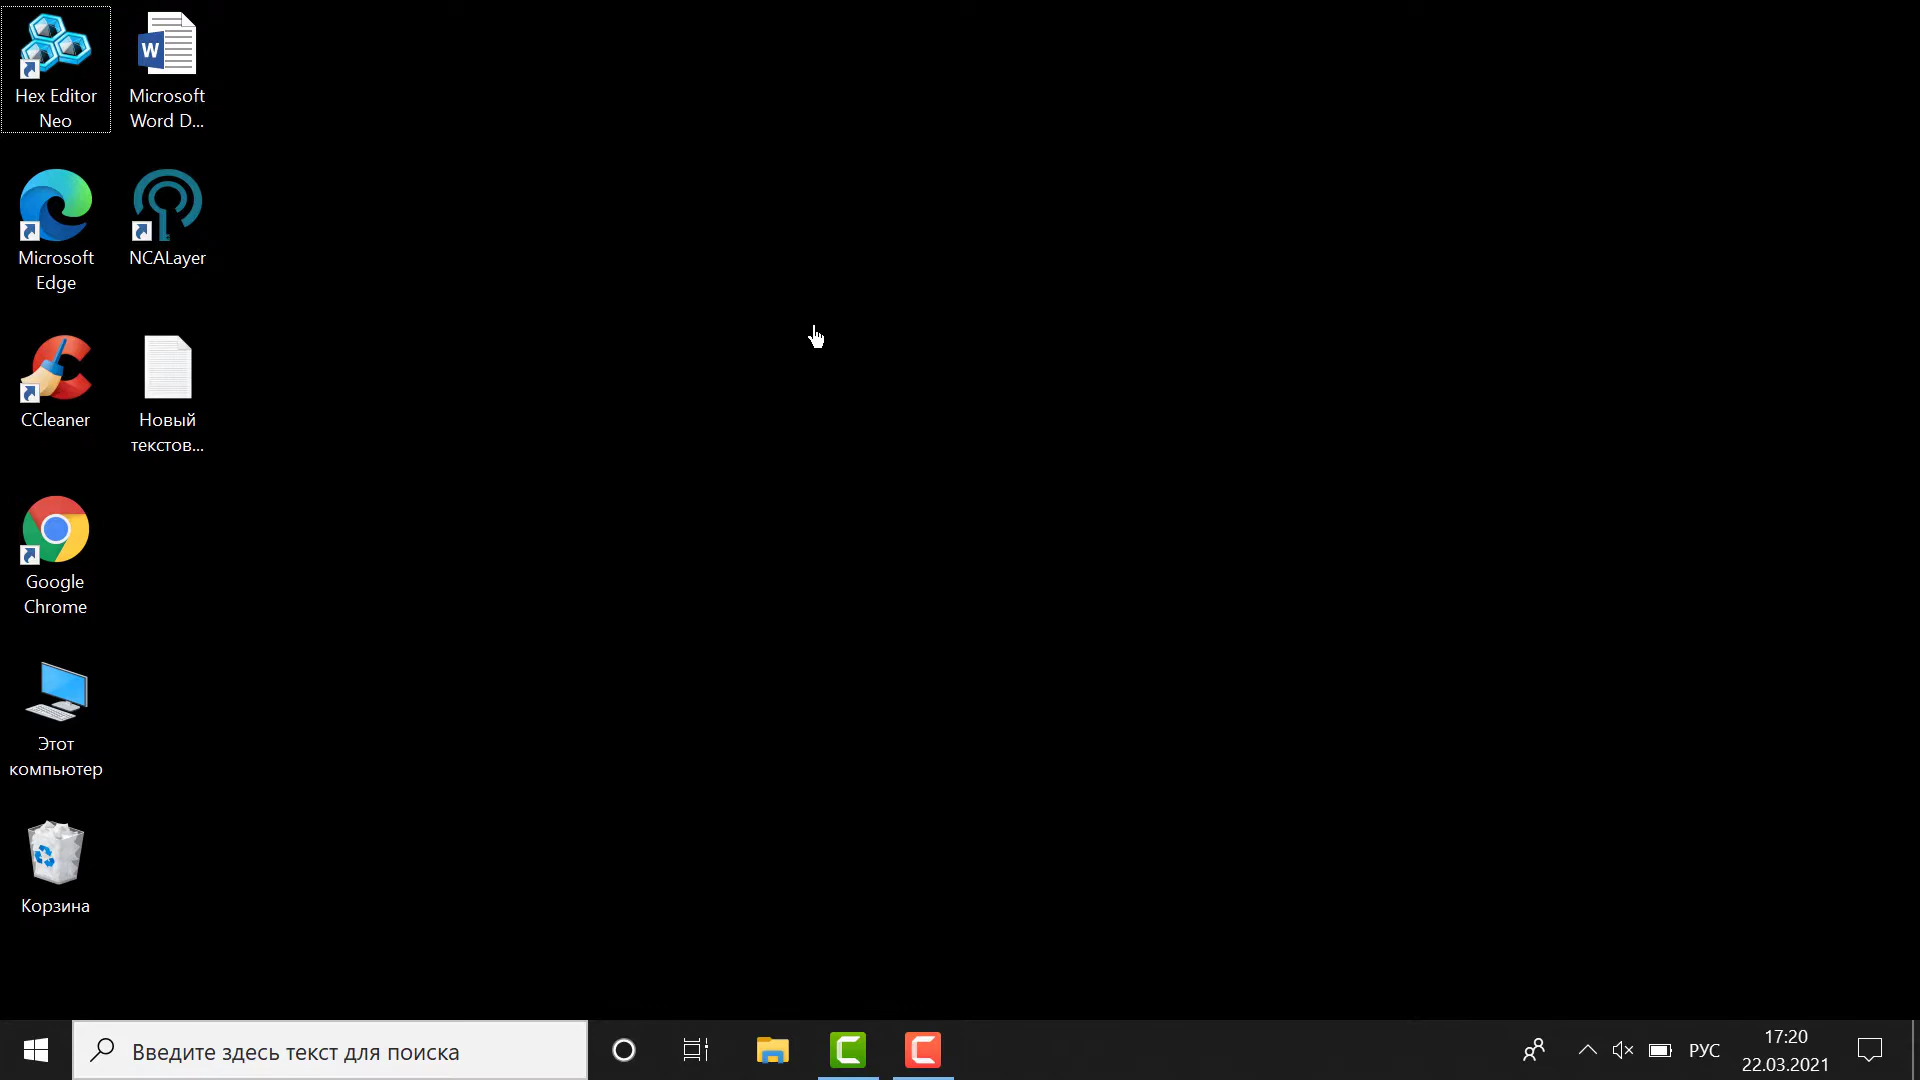 Hex Editor
Neo
Microsoft
Word D...
Microsoft
Edge
NCALayer
CCleaner
Новый
текстов...
Google
Chrome
Этот
компьютер
Корзина
Введите здесь текст для поиска
РУС
17:20
22.03.2021